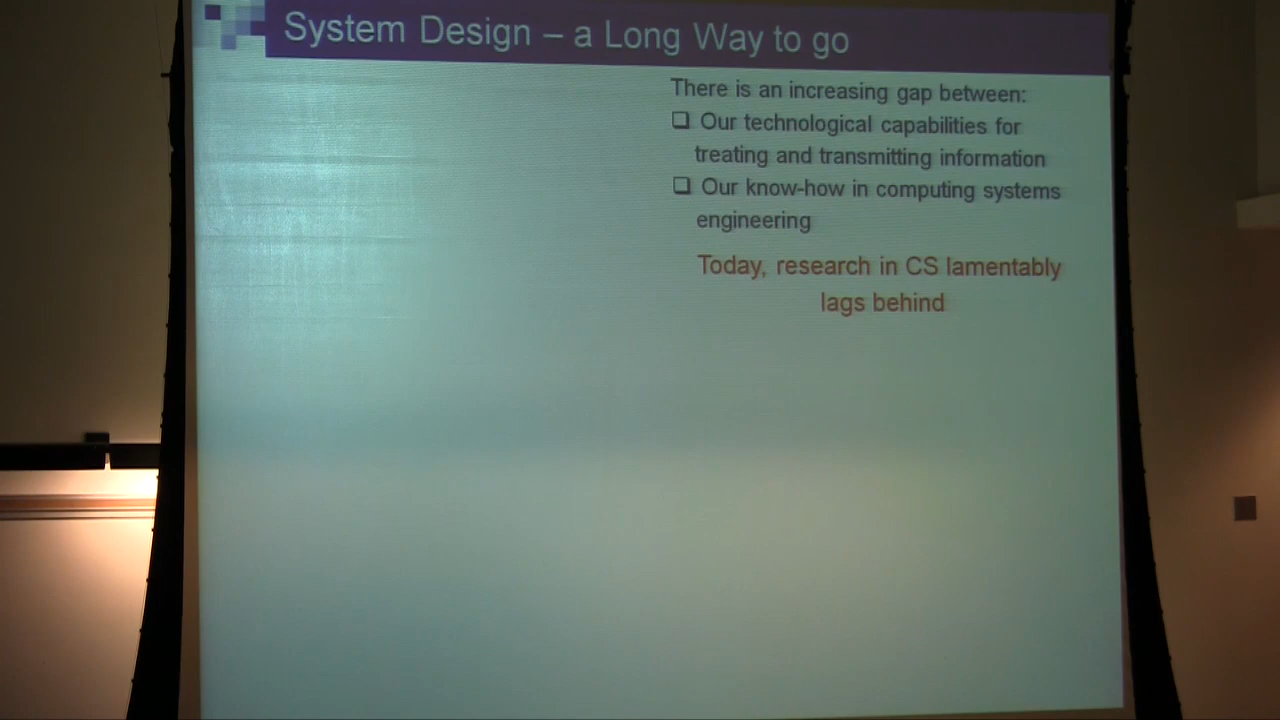 System Design – a Long Way to go
There is an increasing gap between:
❑ Our technological capabilities for
treating and transmitting information
❑ Our know-how in computing systems
engineering
Today, research in CS lamentably
lags behind